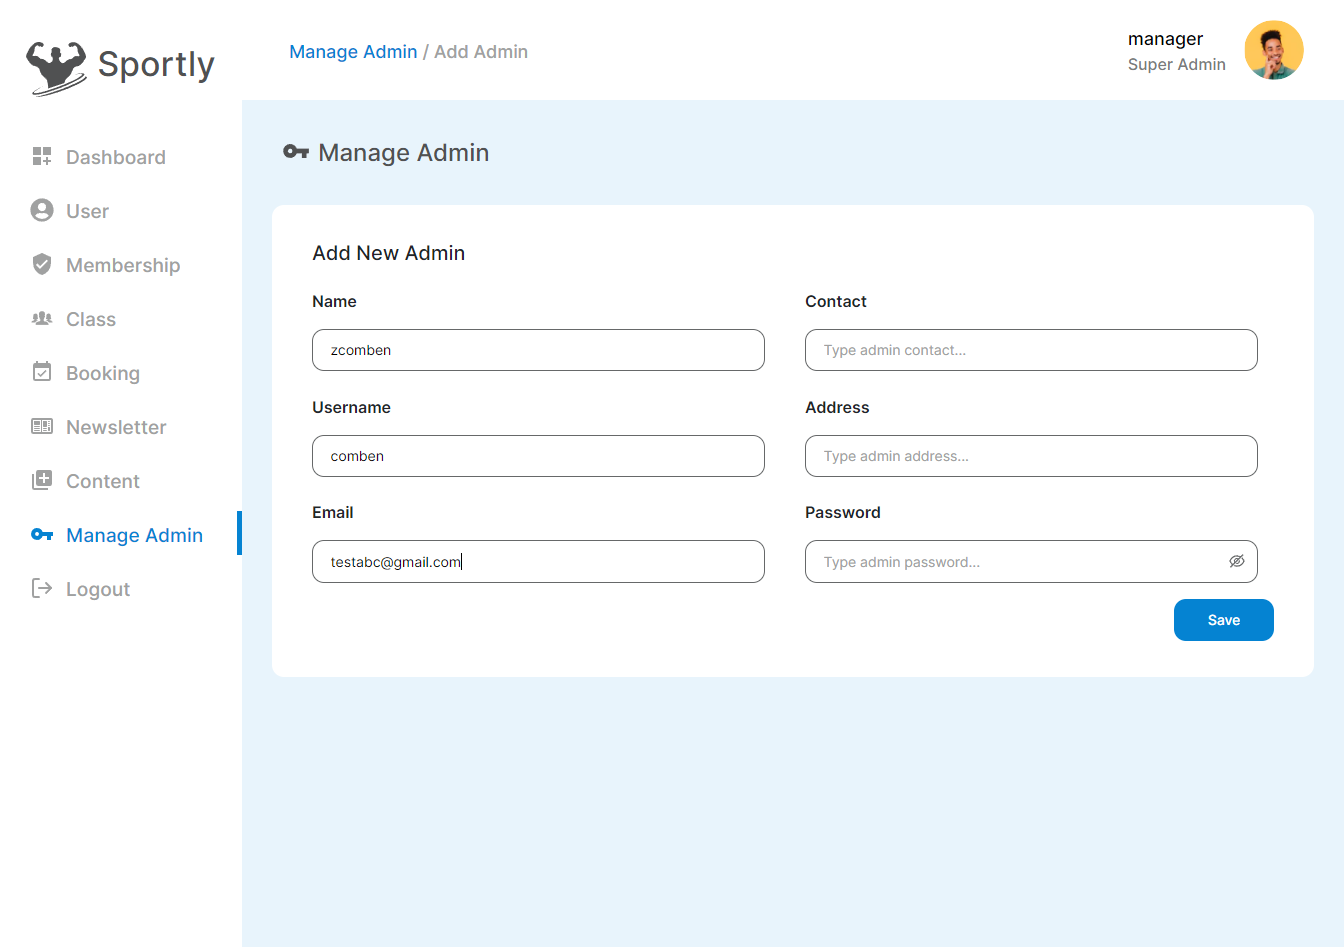 Sportly
Manage Admin / Add Admin
manager
Super Admin
Dashboard
User
Membership
Class
Booking
Newsletter
Content
Manage Admin
Logout
Manage Admin
Add New Admin
Name
zcomben
Contact
Type admin contact...
Username
comben
Address
Type admin address...
Email
testabc@gmail.com
Password
Type admin password...
Save